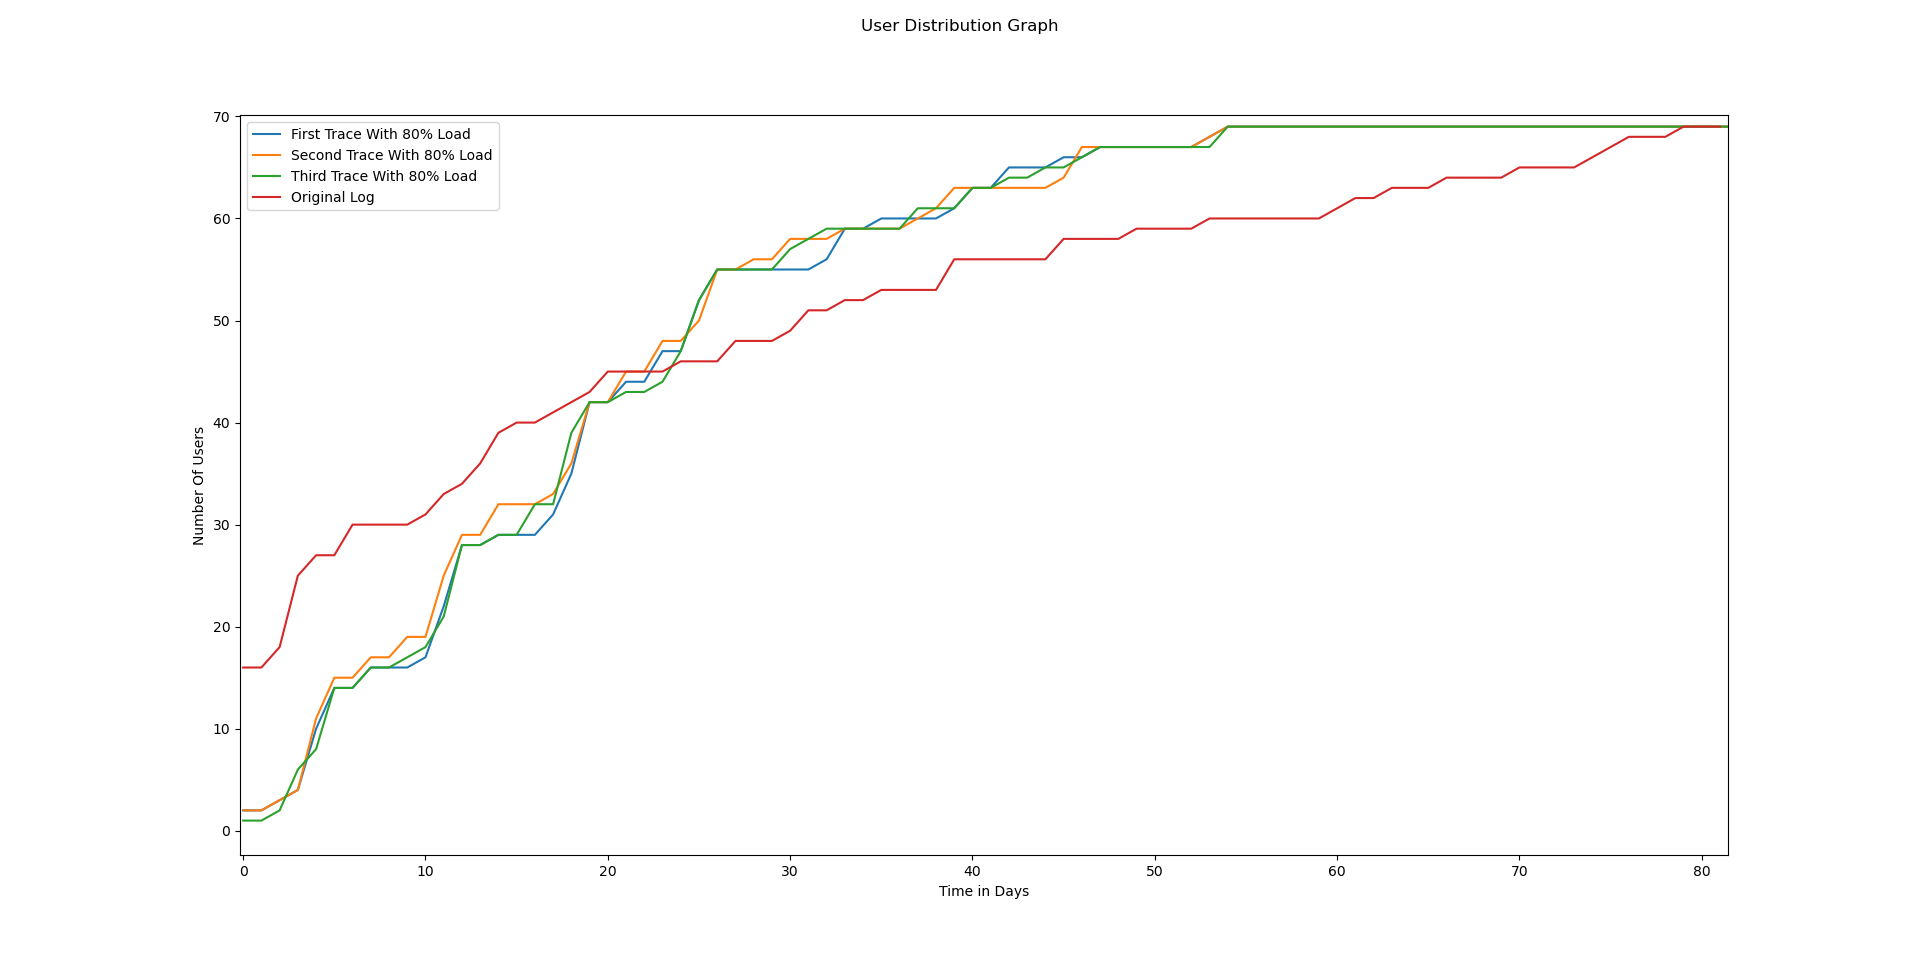 User Distribution Graph
First Trace With 80% Load
Second Trace With 80% Load
Third Trace With 80% Load
Original Log
70
60
50
40
30
20
10
0
Number Of Users
0 10 20 30 40 50 60 70 80
Time in Days